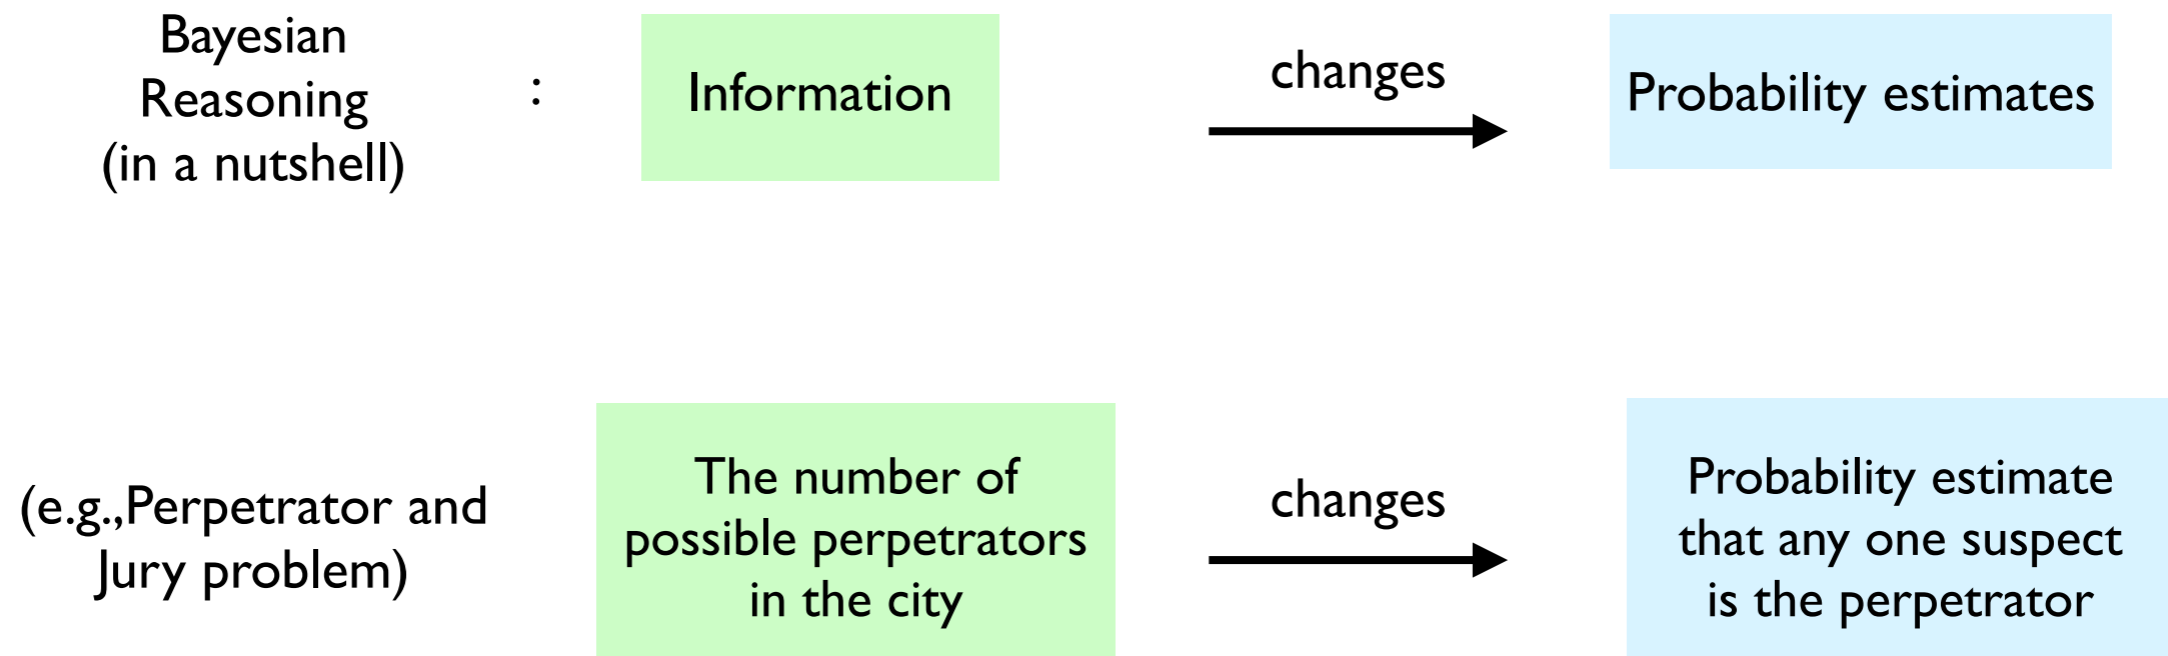 Bayesian
Reasoning
(in a nutshell)
:
Information
changes
Probability estimates
(e.g.,Perpetrator and
Jury problem)
The number of
possible perpetrators
in the city
changes
Probability estimate
that any one suspect
is the perpetrator